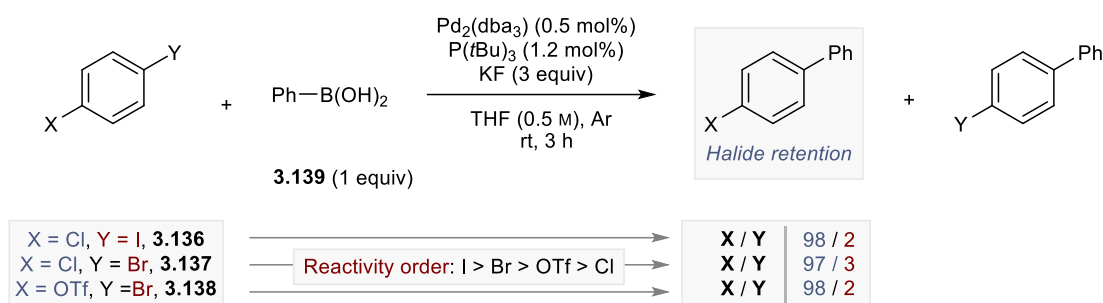 Pd2(dba3) (0.5 mol%)
P(tBu)3 (1.2 mol%)
KF (3 equiv)
THF (0.5 M), Ar
rt, 3 h
Y
X
+
Ph–B(OH)2
3.139 (1 equiv)
Ph
X
Halide retention
+
Ph
Y
X = Cl, Y = I, 3.136
X = Cl, Y = Br, 3.137
X = OTf, Y =Br, 3.138
Reactivity order: I > Br > OTf > Cl
X / Y 98 / 2
X / Y 97 / 3
X / Y 98 / 2